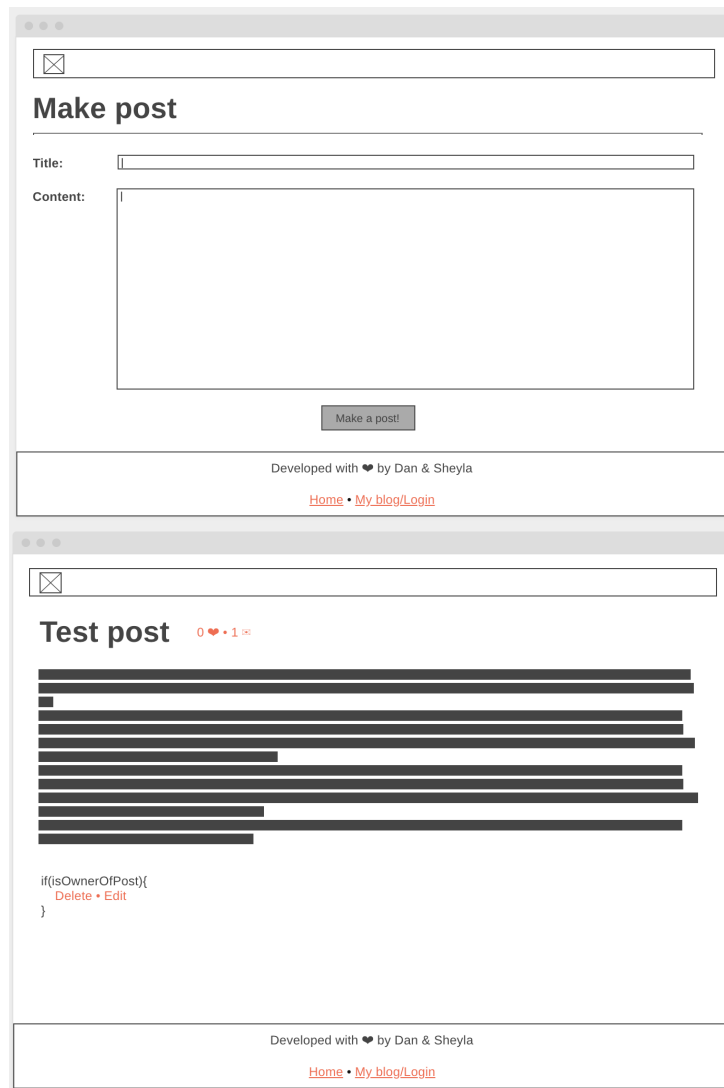 Make post
Title:
Content:
Make a post!
Developed with ❤ by Dan & Sheyla
Home • My blog/Login
Test post 0 ❤ • 1 ✉
if(isOwnerOfPost){
Delete • Edit
}
Developed with ❤ by Dan & Sheyla
Home • My blog/Login